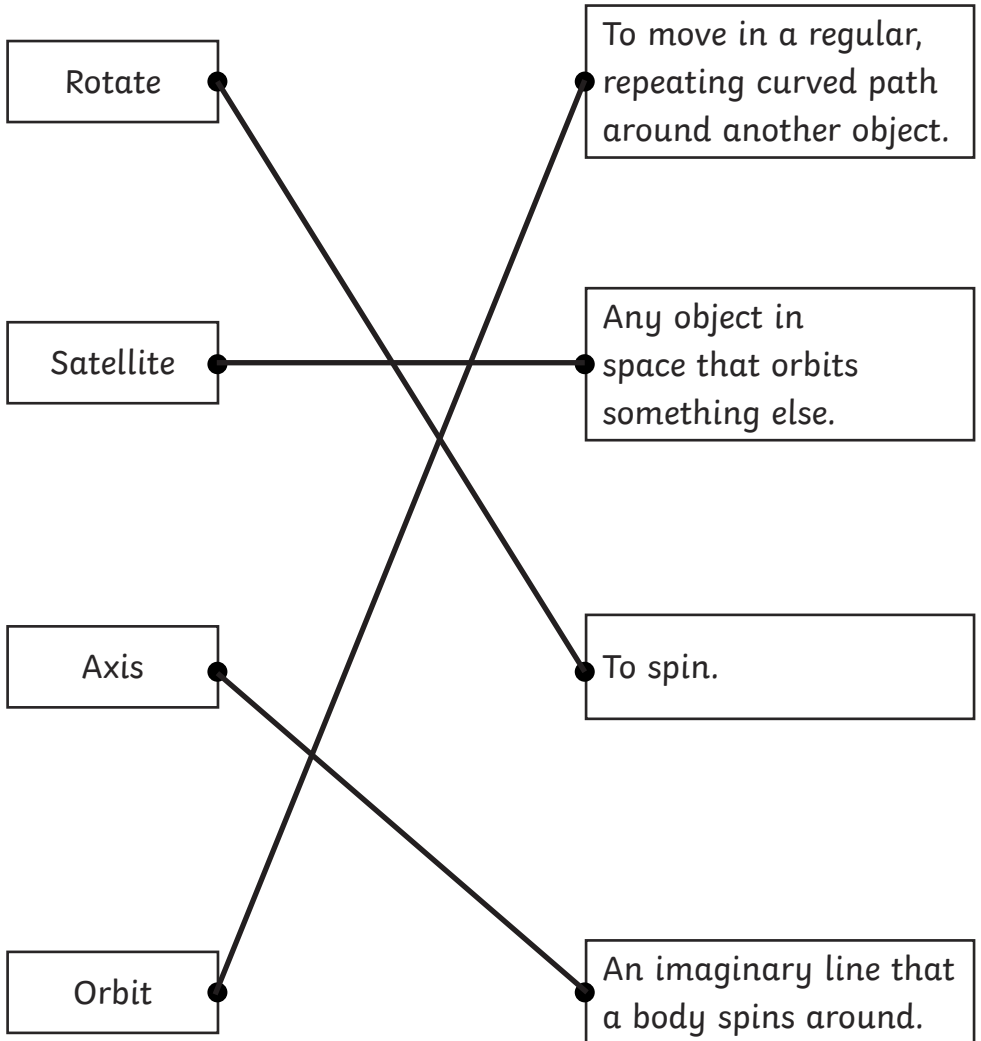 Rotate
To move in a regular,
repeating curved path
around another object.
Satellite
Any object in
space that orbits
something else.
Axis
To spin.
Orbit
An imaginary line that
a body spins around.